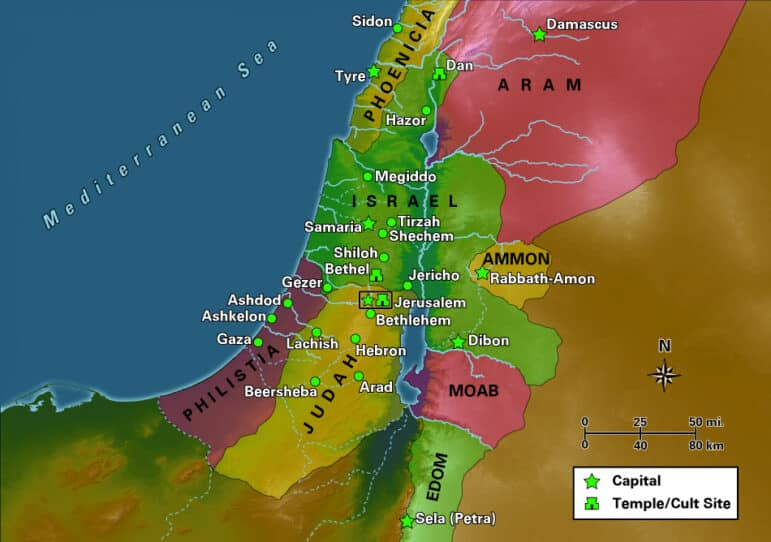 Sidon
Damascus
PHOENICIA
Tyre
Dan
ARAM
Hazor
Mediterranean Sea
Megiddo
ISRAEL
Samaria
Tirzah
Shechem
Shiloh
Bethel
AMMON
Rabbath-Amon
Gezer
Jericho
Ashdod
Jerusalem
Ashkelon
Bethlehem
Gaza
Lachish
Hebron
Dibon
PHILISTIA
JUDAH
Beersheba
Arad
MOAB
N
0 25 50 mi.
0 40 80 km
EDOM
Sela (Petra)
Capital
Temple/Cult Site